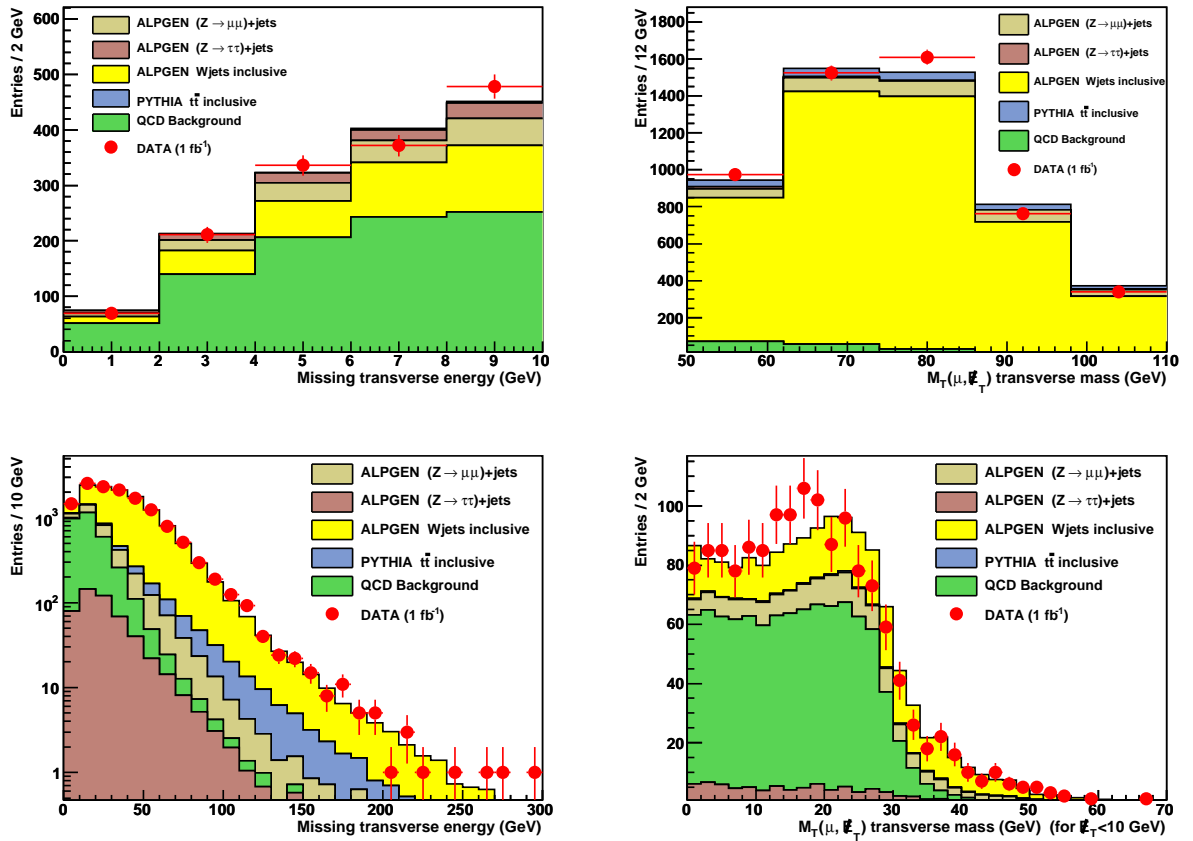 Entries / 2 GeV
600
500
400
300
200
100
0
ALPGEN (Z → μμ)+jets
ALPGEN (Z → ττ)+jets
ALPGEN Wjets inclusive
PYTHIA tt̄ inclusive
QCD Background
DATA (1 fb⁻¹)
0 1 2 3 4 5 6 7 8 9 10
Missing transverse energy (GeV)
Entries / 12 GeV
1800
1600
1400
1200
1000
800
600
400
200
0
ALPGEN (Z → μμ)+jets
ALPGEN (Z → ττ)+jets
ALPGEN Wjets inclusive
PYTHIA tt̄ inclusive
QCD Background
DATA (1 fb⁻¹)
50 60 70 80 90 100 110
M_T(μ,E̸_T) transverse mass (GeV)
Entries / 10 GeV
10³
10²
10
1
ALPGEN (Z → μμ)+jets
ALPGEN (Z → ττ)+jets
ALPGEN Wjets inclusive
PYTHIA tt̄ inclusive
QCD Background
DATA (1 fb⁻¹)
0 50 100 150 200 250 300
Missing transverse energy (GeV)
Entries / 2 GeV
100
80
60
40
20
0
ALPGEN (Z → μμ)+jets
ALPGEN (Z → ττ)+jets
ALPGEN Wjets inclusive
PYTHIA tt̄ inclusive
QCD Background
DATA (1 fb⁻¹)
0 10 20 30 40 50 60 70
M_T(μ,E̸_T) transverse mass (GeV) (for E̸_T<10 GeV)